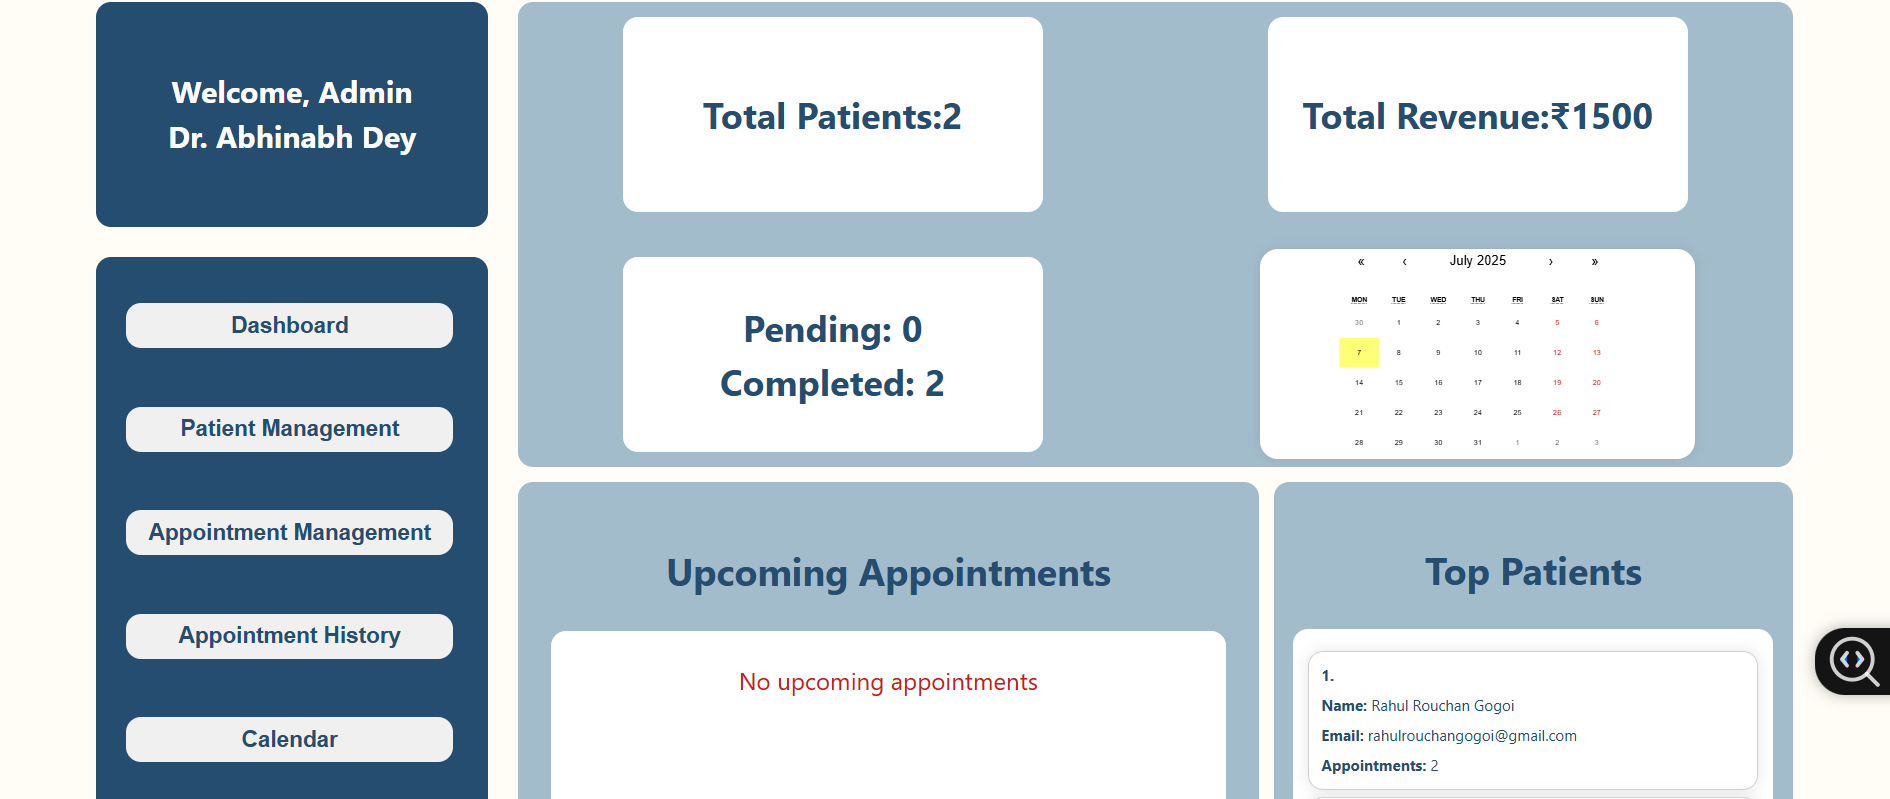 Welcome, Admin
Dr. Abhinabh Dey
Dashboard
Patient Management
Appointment Management
Appointment History
Calendar
Total Patients:2
Total Revenue:₹1500
Pending: 0
Completed: 2
« ‹ July 2025 › »
MON TUE WED THU FRI SAT SUN
30 1 2 3 4 5 6
7 8 9 10 11 12 13
14 15 16 17 18 19 20
21 22 23 24 25 26 27
28 29 30 31 1 2 3
Upcoming Appointments
No upcoming appointments
Top Patients
1.
Name: Rahul Rouchan Gogoi
Email: rahulrouchangogoi@gmail.com
Appointments: 2